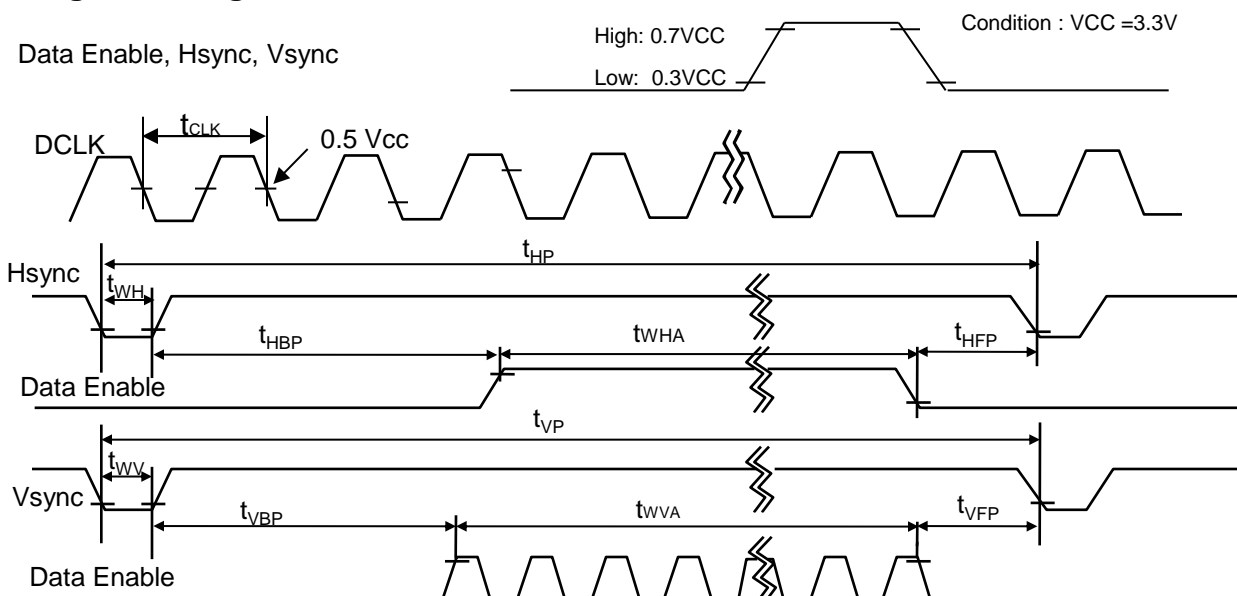 Data Enable, Hsync, Vsync
High: 0.7VCC
Condition : VCC =3.3V
Low: 0.3VCC
DCLK
tCLK
0.5 Vcc
tHP
Hsync
tWH
tHBP
tWHA
tHFP
Data Enable
tVP
tWV
Vsync
tVBP
tWVA
tVFP
Data Enable